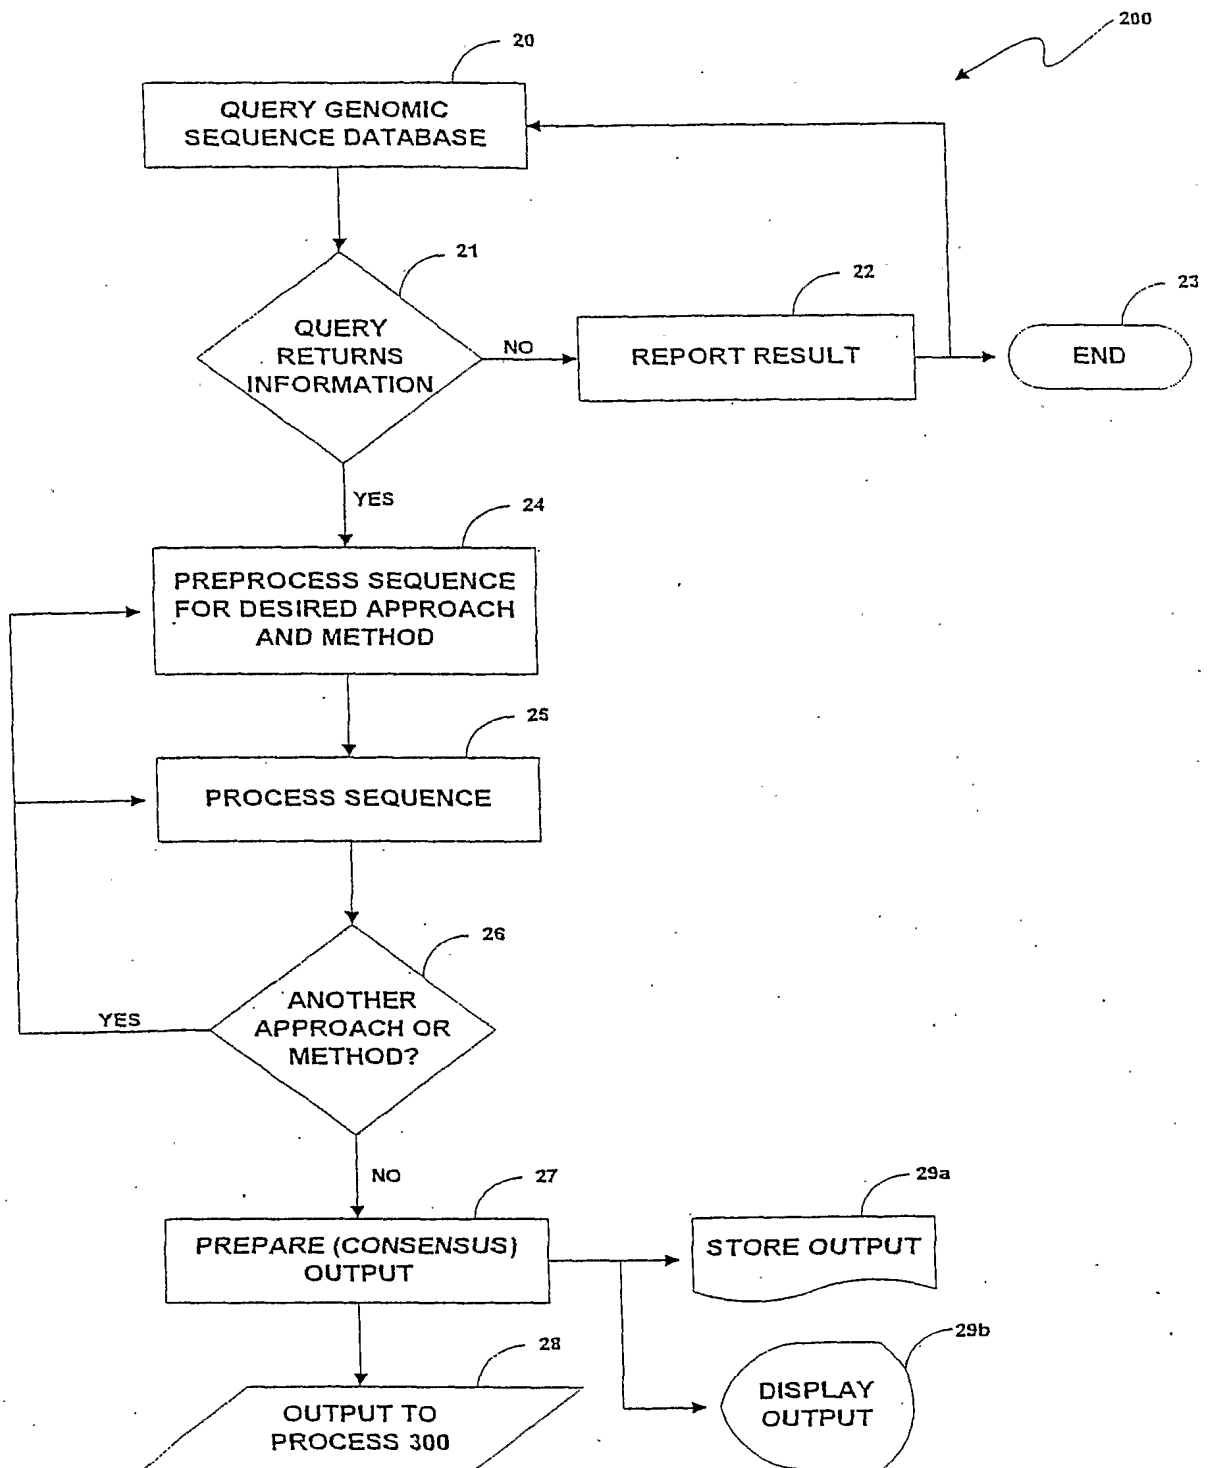 200
20
QUERY GENOMIC
SEQUENCE DATABASE
21
QUERY
RETURNS
INFORMATION
NO
22
REPORT RESULT
23
END
YES
24
PREPROCESS SEQUENCE
FOR DESIRED APPROACH
AND METHOD
25
PROCESS SEQUENCE
26
ANOTHER
APPROACH OR
METHOD?
YES
NO
27
PREPARE (CONSENSUS)
OUTPUT
29a
STORE OUTPUT
28
OUTPUT TO
PROCESS 300
29b
DISPLAY
OUTPUT